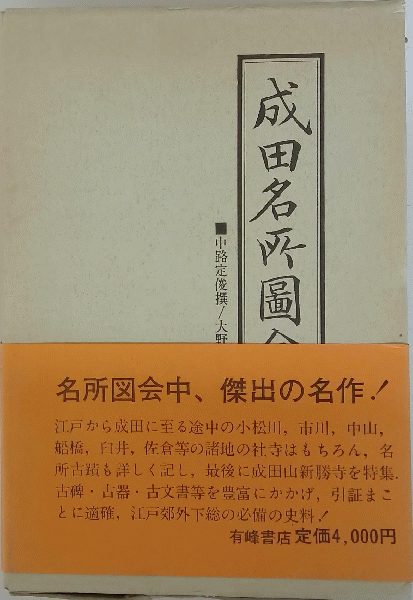 成田名所圖会
■中路定俊撰/大野
名所図会中、傑出の名作!
江戸から成田に至る途中の小松川, 市川, 中山,
船橋, 臼井, 佐倉等の諸地の社寺はもちろん, 名
所古蹟も詳しく記し, 最後に成田山新勝寺を特集.
古碑・古器・古文書等を豊富にかかげ, 引証まこ
とに適確, 江戸郊外下総の必備の史料!
有峰書店 定価4,000円